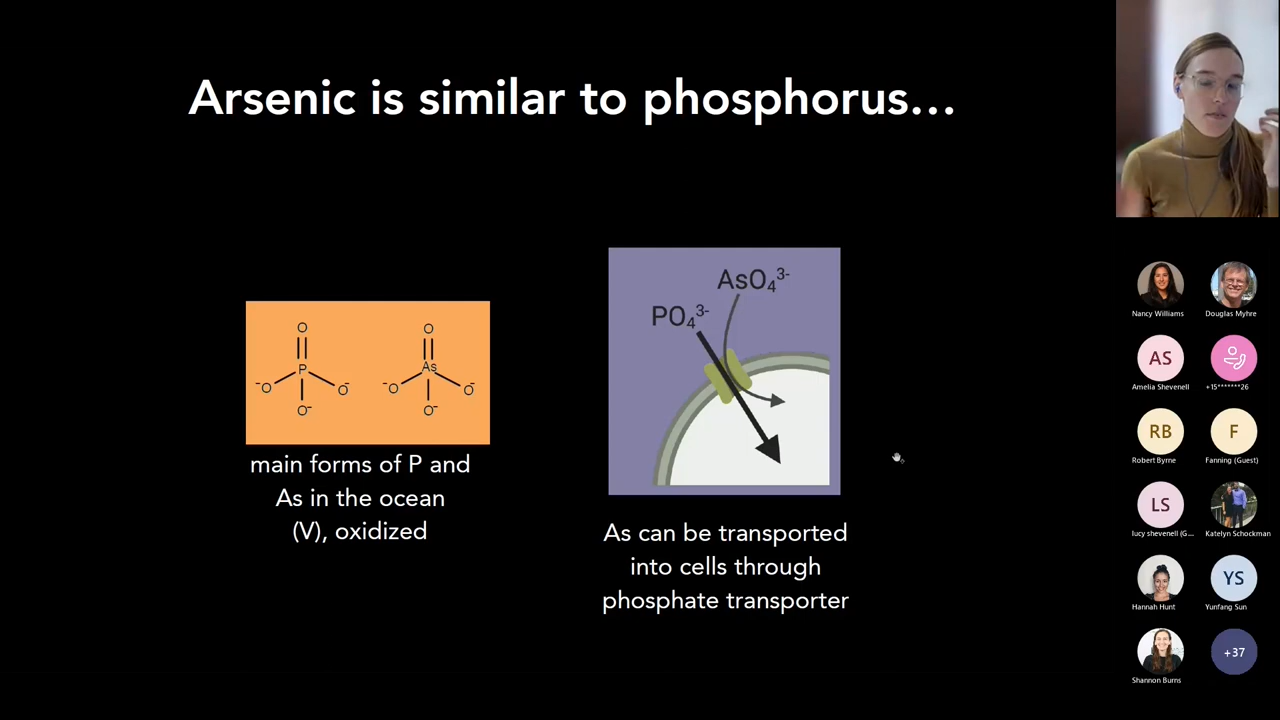 Arsenic is similar to phosphorus...
O
P
⁻O
O⁻
O⁻
O
As
⁻O
O⁻
O⁻
main forms of P and
As in the ocean
(V), oxidized
AsO₄³⁻
PO₄³⁻
As can be transported
into cells through
phosphate transporter
Nancy Williams
Douglas Myhre
AS
Amelia Shevenell
+15*******26
RB
Robert Byrne
F
Fanning (Guest)
LS
lucy shevenell (G...
Katelyn Schockman
Hannah Hunt
YS
Yunfang Sun
Shannon Burns
+37